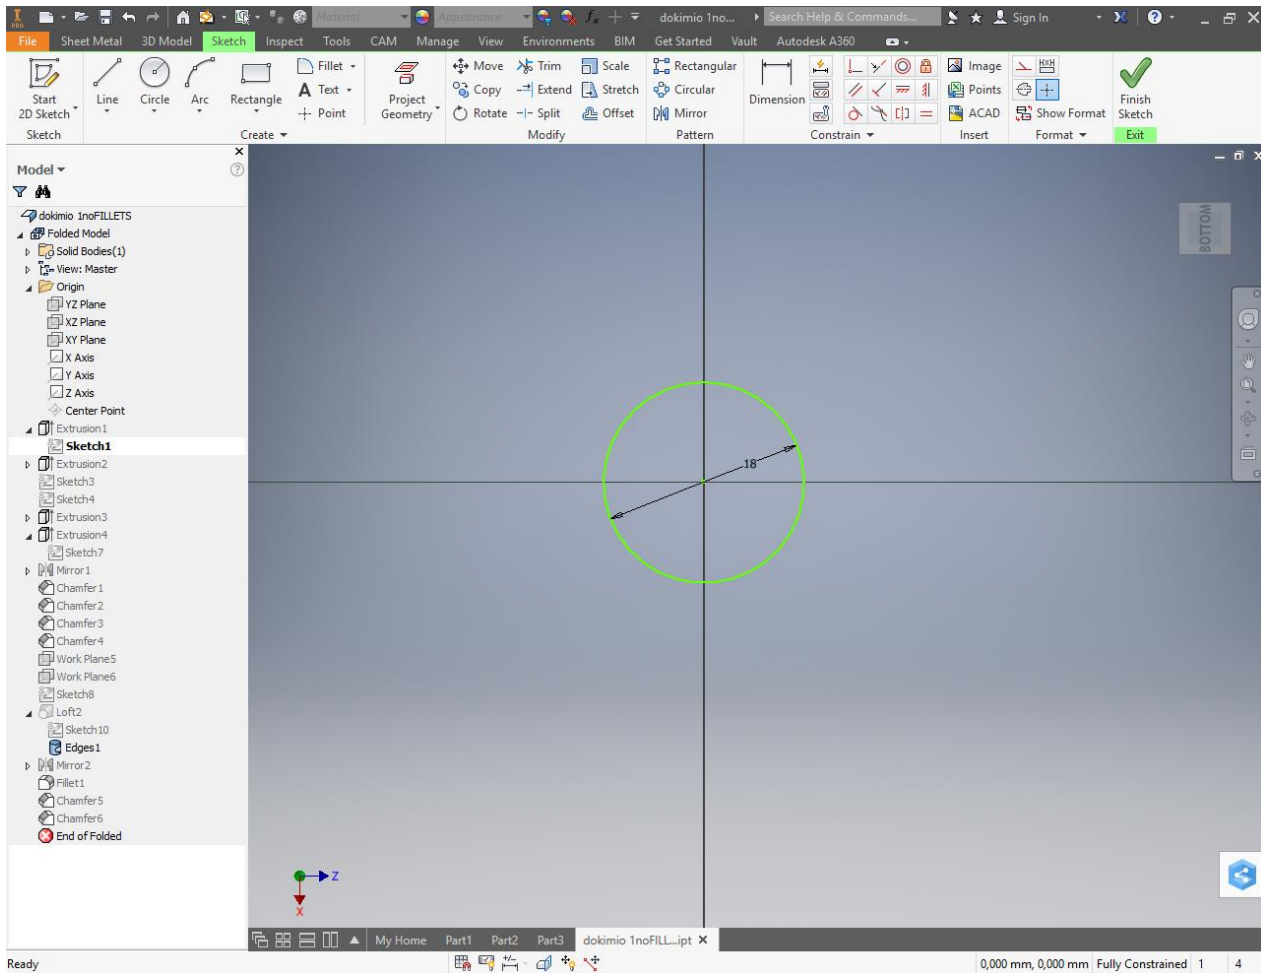 I PRO Material Appearance fx dokimio 1no... Search Help & Commands... Sign In ?
File Sheet Metal 3D Model Sketch Inspect Tools CAM Manage View Environments BIM Get Started Vault Autodesk A360
Fillet Move Trim Scale Rectangular Image
Text Copy Extend Stretch Circular Points
Start 2D Sketch Line Circle Arc Rectangle Project Geometry Dimension Finish Sketch
Point Rotate Split Offset Mirror ACAD Show Format
Sketch Create Modify Pattern Constrain Insert Format Exit
Model
dokimio 1noFILLETS
Folded Model
Solid Bodies(1)
View: Master
Origin
YZ Plane
XZ Plane
XY Plane
X Axis
Y Axis
Z Axis
Center Point
Extrusion1
Sketch1
Extrusion2
Sketch3
Sketch4
Extrusion3
Extrusion4
Sketch7
Mirror1
Chamfer1
Chamfer2
Chamfer3
Chamfer4
Work Plane5
Work Plane6
Sketch8
Loft2
Sketch10
Edges1
Mirror2
Fillet1
Chamfer5
Chamfer6
End of Folded
BOTTOM
18
Z
X
My Home Part1 Part2 Part3 dokimio 1noFILL...ipt
Ready 0,000 mm, 0,000 mm Fully Constrained 1 4